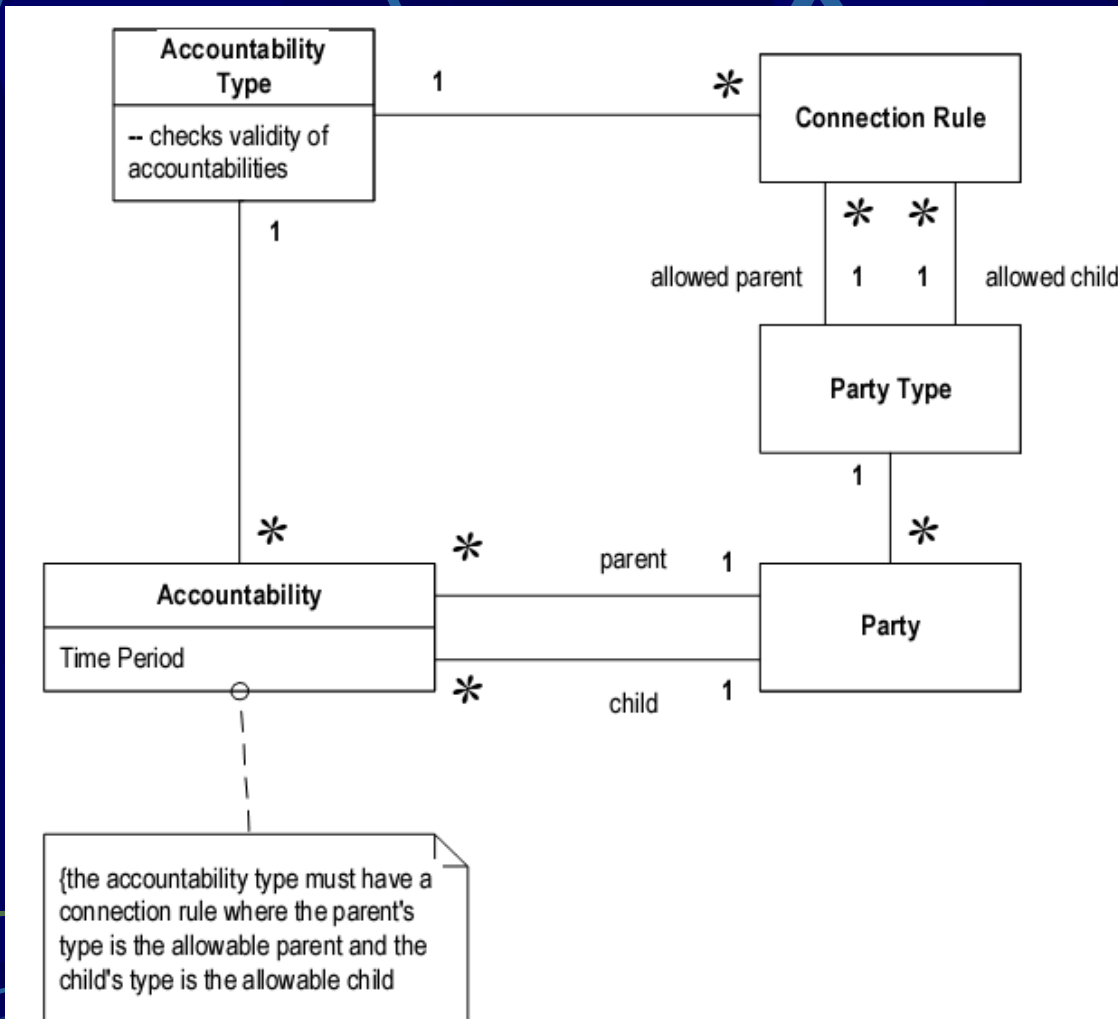 Accountability
Type
-- checks validity of
accountabilities
1
*
Connection Rule
1
*
*
allowed parent
1
1
allowed child
Party Type
1
*
*
*
parent
1
Accountability
Time Period
Party
*
child
1
{the accountability type must have a
connection rule where the parent's
type is the allowable parent and the
child's type is the allowable child